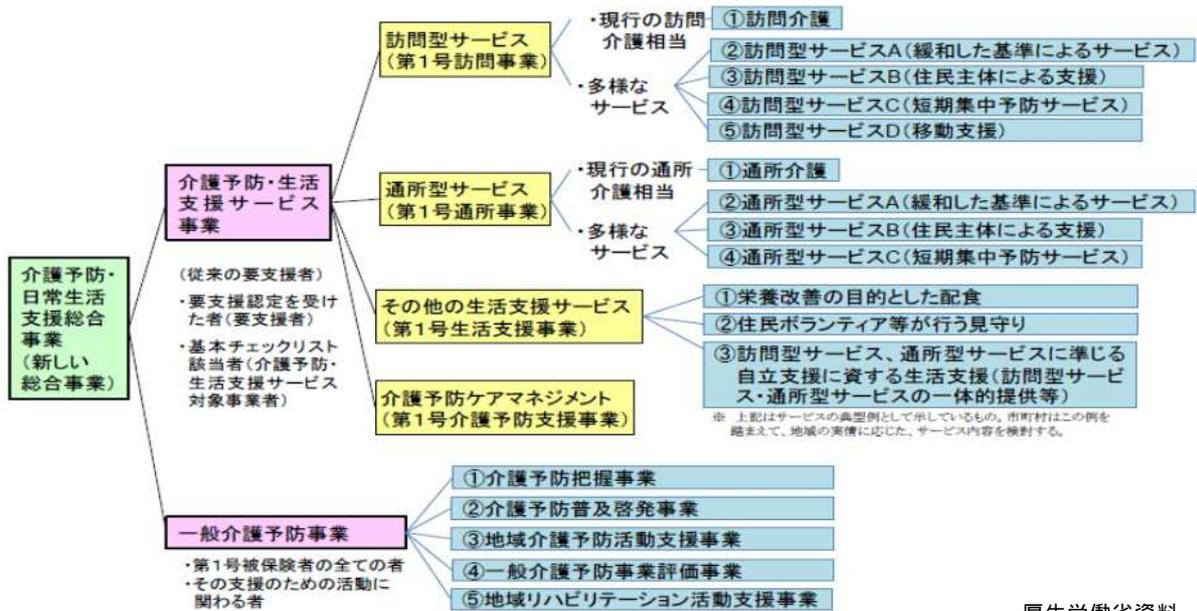 介護予防・
日常生活
支援総合
事業
(新しい
総合事業)
介護予防・生活
支援サービス
事業
(従来の要支援者)
・要支援認定を受け
た者(要支援者)
・基本チェックリスト
該当者(介護予防・
生活支援サービス
対象事業者)
訪問型サービス
(第1号訪問事業)
・現行の訪問
介護相当
①訪問介護
・多様な
サービス
②訪問型サービスA(緩和した基準によるサービス)
③訪問型サービスB(住民主体による支援)
④訪問型サービスC(短期集中予防サービス)
⑤訪問型サービスD(移動支援)
通所型サービス
(第1号通所事業)
・現行の通所
介護相当
①通所介護
・多様な
サービス
②通所型サービスA(緩和した基準によるサービス)
③通所型サービスB(住民主体による支援)
④通所型サービスC(短期集中予防サービス)
その他の生活支援サービス
(第1号生活支援事業)
①栄養改善の目的とした配食
②住民ボランティア等が行う見守り
③訪問型サービス、通所型サービスに準じる
自立支援に資する生活支援(訪問型サービ
ス・通所型サービスの一体的提供等)
※ 上記はサービスの典型例として示しているもの。市町村はこの例を
踏まえて、地域の実情に応じた、サービス内容を検討する。
介護予防ケアマネジメント
(第1号介護予防支援事業)
一般介護予防事業
・第1号被保険者の全ての者
・その支援のための活動に
関わる者
①介護予防把握事業
②介護予防普及啓発事業
③地域介護予防活動支援事業
④一般介護予防事業評価事業
⑤地域リハビリテーション活動支援事業
厚生労働省資料